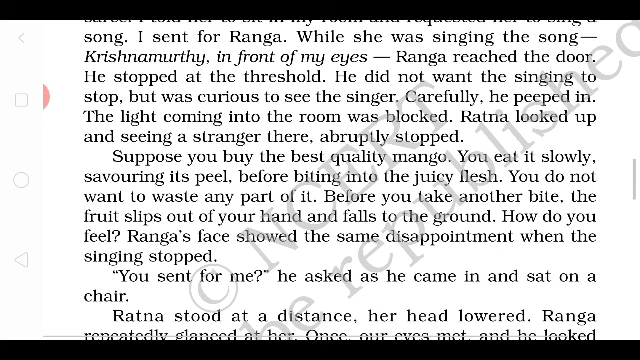 saree. I told her to sit in my room and requested her to sing a
song. I sent for Ranga. While she was singing the song—
Krishnamurthy, in front of my eyes — Ranga reached the door.
He stopped at the threshold. He did not want the singing to
stop, but was curious to see the singer. Carefully, he peeped in.
The light coming into the room was blocked. Ratna looked up
and seeing a stranger there, abruptly stopped.
Suppose you buy the best quality mango. You eat it slowly,
savouring its peel, before biting into the juicy flesh. You do not
want to waste any part of it. Before you take another bite, the
fruit slips out of your hand and falls to the ground. How do you
feel? Ranga's face showed the same disappointment when the
singing stopped.
“You sent for me?” he asked as he came in and sat on a
chair.
Ratna stood at a distance, her head lowered. Ranga
repeatedly glanced at her. Once, our eyes met, and he looked
© NCERT
be republished